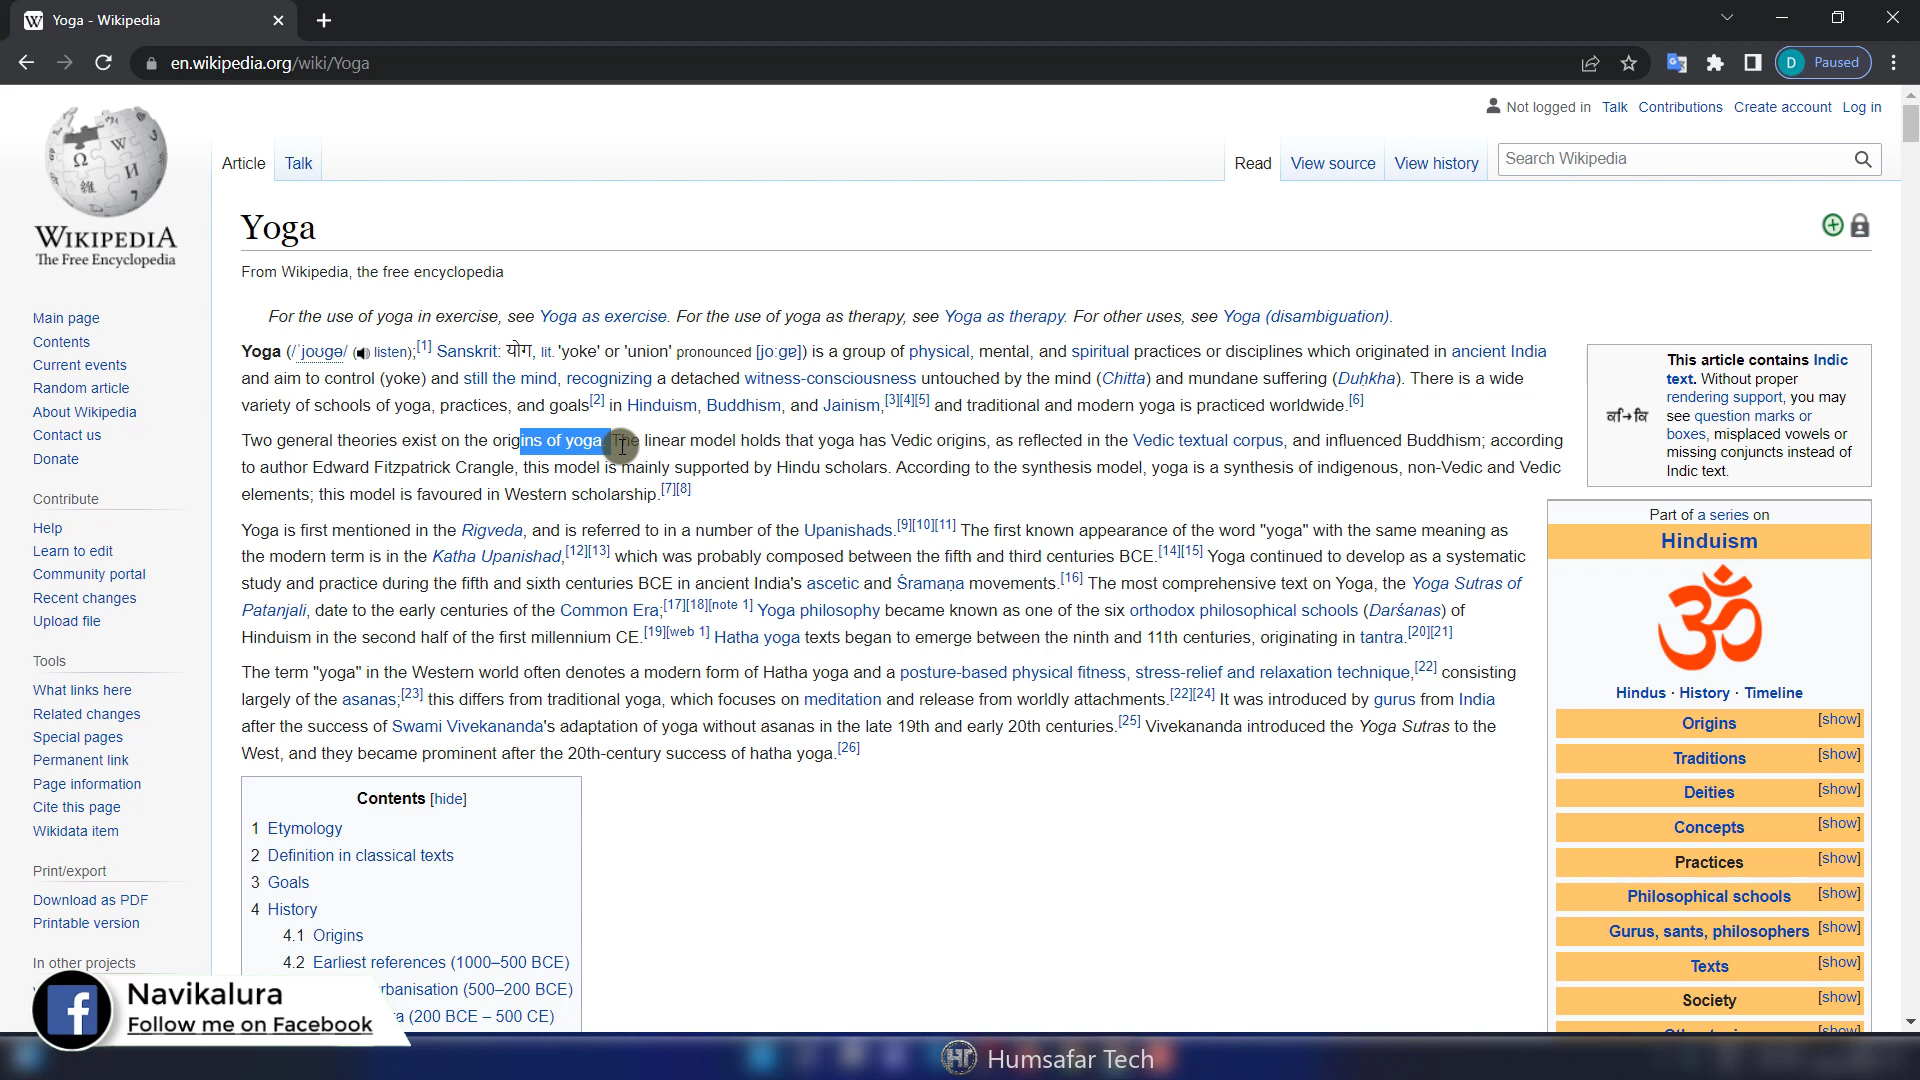 Yoga - Wikipedia
en.wikipedia.org/wiki/Yoga
D Paused
Not logged in Talk Contributions Create account Log in
Article Talk
Read View source View history
Search Wikipedia
WIKIPEDIA
The Free Encyclopedia
Yoga
From Wikipedia, the free encyclopedia
For the use of yoga in exercise, see Yoga as exercise. For the use of yoga as therapy, see Yoga as therapy. For other uses, see Yoga (disambiguation).
Yoga (/ˈjoʊɡə/ (listen);[1] Sanskrit: योग, lit. 'yoke' or 'union' pronounced [joːɡɐ]) is a group of physical, mental, and spiritual practices or disciplines which originated in ancient India
and aim to control (yoke) and still the mind, recognizing a detached witness-consciousness untouched by the mind (Chitta) and mundane suffering (Duḥkha). There is a wide
variety of schools of yoga, practices, and goals[2] in Hinduism, Buddhism, and Jainism,[3][4][5] and traditional and modern yoga is practiced worldwide.[6]
Two general theories exist on the origins of yoga. The linear model holds that yoga has Vedic origins, as reflected in the Vedic textual corpus, and influenced Buddhism; according
to author Edward Fitzpatrick Crangle, this model is mainly supported by Hindu scholars. According to the synthesis model, yoga is a synthesis of indigenous, non-Vedic and Vedic
elements; this model is favoured in Western scholarship.[7][8]
Yoga is first mentioned in the Rigveda, and is referred to in a number of the Upanishads.[9][10][11] The first known appearance of the word "yoga" with the same meaning as
the modern term is in the Katha Upanishad,[12][13] which was probably composed between the fifth and third centuries BCE.[14][15] Yoga continued to develop as a systematic
study and practice during the fifth and sixth centuries BCE in ancient India's ascetic and Śramaṇa movements.[16] The most comprehensive text on Yoga, the Yoga Sutras of
Patanjali, date to the early centuries of the Common Era;[17][18][note 1] Yoga philosophy became known as one of the six orthodox philosophical schools (Darśanas) of
Hinduism in the second half of the first millennium CE.[19][web 1] Hatha yoga texts began to emerge between the ninth and 11th centuries, originating in tantra.[20][21]
The term "yoga" in the Western world often denotes a modern form of Hatha yoga and a posture-based physical fitness, stress-relief and relaxation technique,[22] consisting
largely of the asanas;[23] this differs from traditional yoga, which focuses on meditation and release from worldly attachments.[22][24] It was introduced by gurus from India
after the success of Swami Vivekananda's adaptation of yoga without asanas in the late 19th and early 20th centuries.[25] Vivekananda introduced the Yoga Sutras to the
West, and they became prominent after the 20th-century success of hatha yoga.[26]
Contents [hide]
1 Etymology
2 Definition in classical texts
3 Goals
4 History
4.1 Origins
4.2 Earliest references (1000–500 BCE)
rbanisation (500–200 BCE)
a (200 BCE – 500 CE)
Main page
Contents
Current events
Random article
About Wikipedia
Contact us
Donate
Contribute
Help
Learn to edit
Community portal
Recent changes
Upload file
Tools
What links here
Related changes
Special pages
Permanent link
Page information
Cite this page
Wikidata item
Print/export
Download as PDF
Printable version
In other projects
This article contains Indic
text. Without proper
rendering support, you may
see question marks or
boxes, misplaced vowels or
missing conjuncts instead of
Indic text.
Part of a series on
Hinduism
ॐ
Hindus · History · Timeline
Origins [show]
Traditions [show]
Deities [show]
Concepts [show]
Practices [show]
Philosophical schools [show]
Gurus, sants, philosophers [show]
Texts [show]
Society [show]
Navikalura
Follow me on Facebook
HT Humsafar Tech